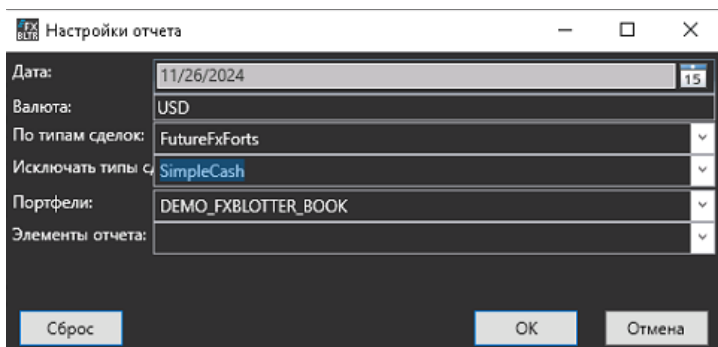 FX BLTR Настройки отчета
Дата: 11/26/2024 15
Валюта: USD
По типам сделок: FutureFxForts
Исключать типы с SimpleCash
Портфели: DEMO_FXBLOTTER_BOOK
Элементы отчета:
Сброс OK Отмена